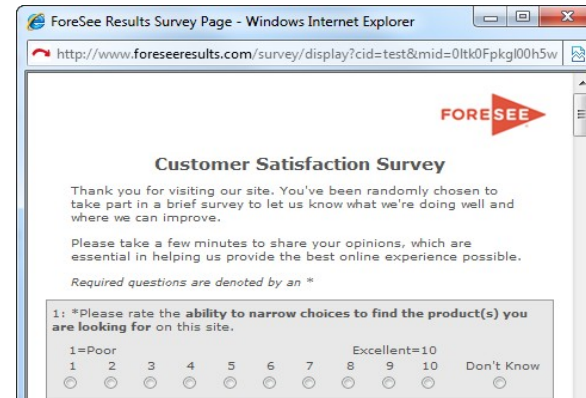 ForeSee Results Survey Page - Windows Internet Explorer
http://www.foreseeresults.com/survey/display?cid=test&mid=0Itk0Fpkgl00h5w
FORESEE
Customer Satisfaction Survey
Thank you for visiting our site. You've been randomly chosen to
take part in a brief survey to let us know what we're doing well and
where we can improve.
Please take a few minutes to share your opinions, which are
essential in helping us provide the best online experience possible.
Required questions are denoted by an *
1: *Please rate the ability to narrow choices to find the product(s) you
are looking for on this site.
1=Poor Excellent=10
1 2 3 4 5 6 7 8 9 10 Don't Know